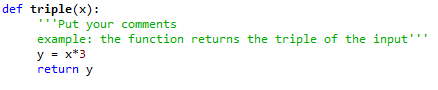 def triple(x):
    '''Put your comments
    example: the function returns the triple of the input'''
    y = x*3
    return y